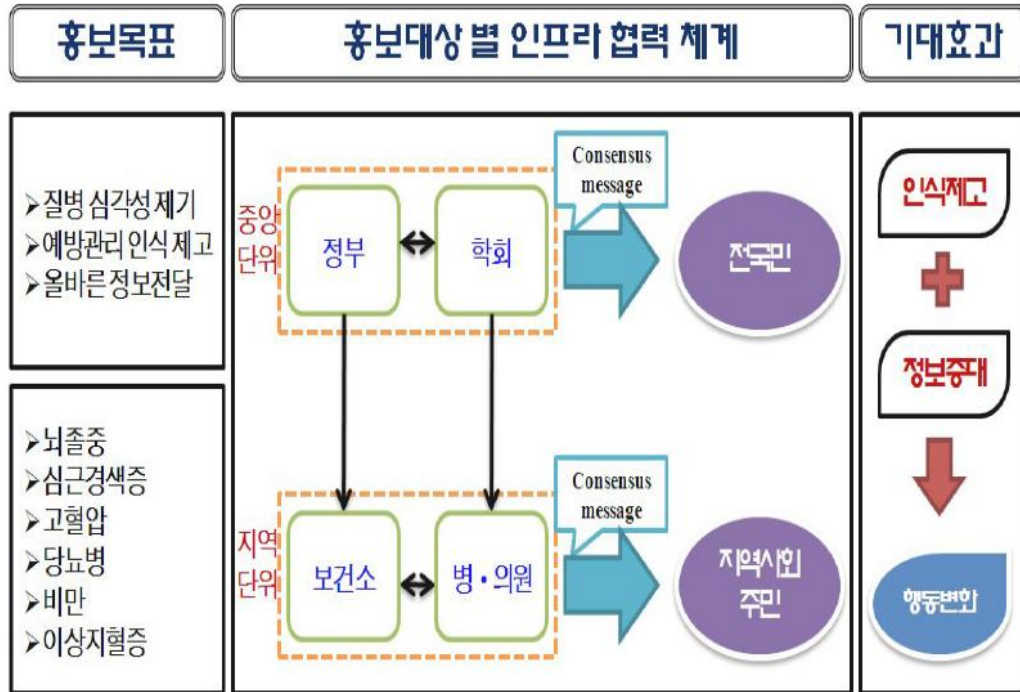 홍보목표
홍보대상 별 인프라 협력 체계
기대효과
➢질병 심각성 제기
➢예방관리 인식 제고
➢올바른 정보전달
➢뇌졸중
➢심근경색증
➢고혈압
➢당뇨병
➢비만
➢이상지혈증
중앙
단위
정부
학회
Consensus
message
전국민
지역
단위
보건소
병·의원
Consensus
message
지역사회
주민
인식제고
정보증대
행동변화